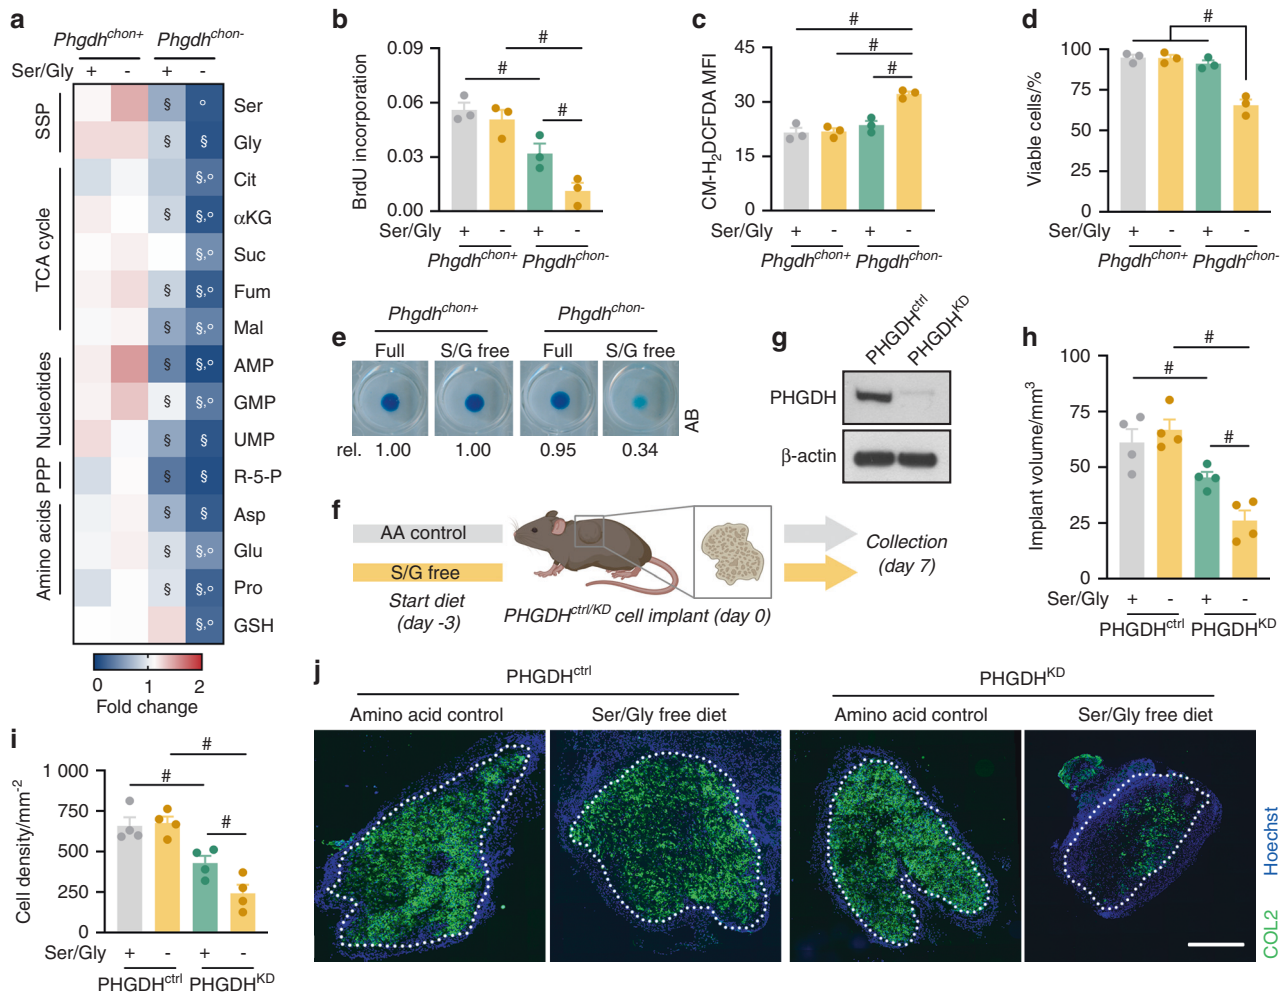 a
Phgdh^chon+ Phgdh^chon-
Ser/Gly + - + -
SSP
§ ° Ser
§ § Gly
TCA cycle
§,° Cit
§ §,° αKG
§,° Suc
§ §,° Fum
§ §,° Mal
Nucleotides
§ §,° AMP
§ §,° GMP
§ § UMP
PPP
§ § R-5-P
Amino acids
§ § Asp
§ §,° Glu
§ §,° Pro
§,° GSH
0 1 2
Fold change
b
BrdU incorporation
0.09
0.06
0.03
0.00
#
#
#
Ser/Gly + - + -
Phgdh^chon+ Phgdh^chon-
c
CM-H₂DCFDA MFI
45
30
15
0
#
#
#
Ser/Gly + - + -
Phgdh^chon+ Phgdh^chon-
d
Viable cells/%
100
75
50
25
0
#
Ser/Gly + - + -
Phgdh^chon+ Phgdh^chon-
e
Phgdh^chon+ Phgdh^chon-
Full S/G free Full S/G free
AB
rel. 1.00 1.00 0.95 0.34
f
AA control
S/G free
Start diet
(day -3)
PHGDH^ctrl/KD cell implant (day 0)
Collection
(day 7)
g
PHGDH^ctrl PHGDH^KD
PHGDH
β-actin
h
Implant volume/mm³
100
75
50
25
0
#
#
#
Ser/Gly + - + -
PHGDH^ctrl PHGDH^KD
i
Cell density/mm⁻²
1 000
750
500
250
0
#
#
#
Ser/Gly + - + -
PHGDH^ctrl PHGDH^KD
j
PHGDH^ctrl PHGDH^KD
Amino acid control Ser/Gly free diet Amino acid control Ser/Gly free diet
COL2 Hoechst